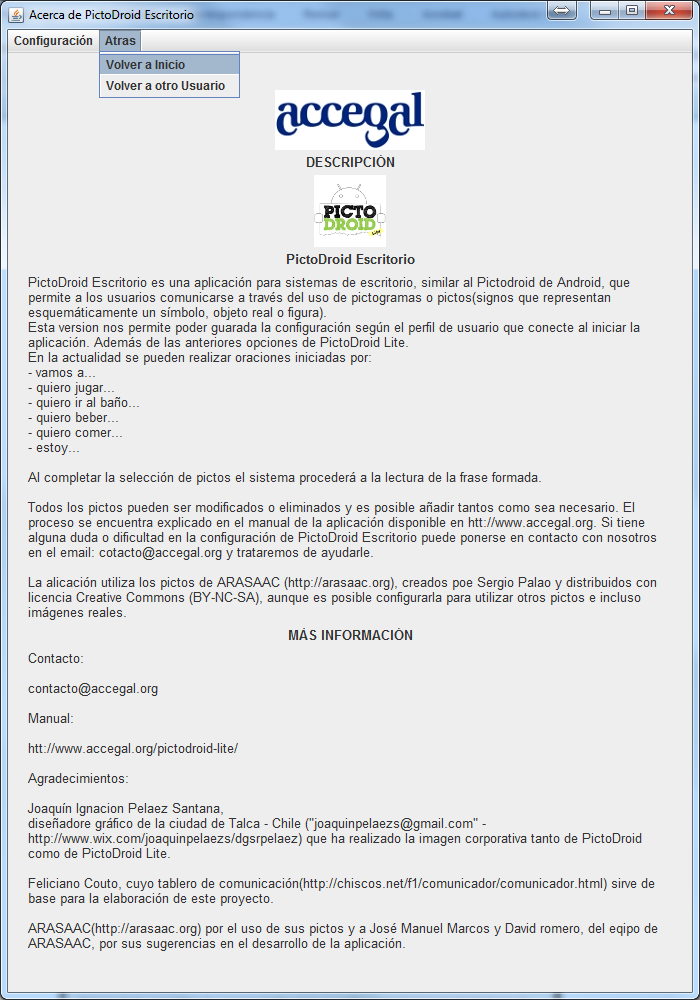 Acerca de PictoDroid Escritorio
Configuración Atras
Volver a Inicio
Volver a otro Usuario
accegal
DESCRIPCIÓN
PICTO
DROID
Lite
PictoDroid Escritorio
PictoDroid Escritorio es una aplicación para sistemas de escritorio, similar al Pictodroid de Android, que
permite a los usuarios comunicarse a través del uso de pictogramas o pictos(signos que representan
esquemáticamente un símbolo, objeto real o figura).
Esta version nos permite poder guarada la configuración según el perfil de usuario que conecte al iniciar la
aplicación. Además de las anteriores opciones de PictoDroid Lite.
En la actualidad se pueden realizar oraciones iniciadas por:
- vamos a...
- quiero jugar...
- quiero ir al baño...
- quiero beber...
- quiero comer...
- estoy...
Al completar la selección de pictos el sistema procederá a la lectura de la frase formada.
Todos los pictos pueden ser modificados o eliminados y es posible añadir tantos como sea necesario. El
proceso se encuentra explicado en el manual de la aplicación disponible en htt://www.accegal.org. Si tiene
alguna duda o dificultad en la configuración de PictoDroid Escritorio puede ponerse en contacto con nosotros
en el email: cotacto@accegal.org y trataremos de ayudarle.
La alicación utiliza los pictos de ARASAAC (http://arasaac.org), creados poe Sergio Palao y distribuidos con
licencia Creative Commons (BY-NC-SA), aunque es posible configurarla para utilizar otros pictos e incluso
imágenes reales.
MÁS INFORMACIÓN
Contacto:
contacto@accegal.org
Manual:
htt://www.accegal.org/pictodroid-lite/
Agradecimientos:
Joaquín Ignacion Pelaez Santana,
diseñadore gráfico de la ciudad de Talca - Chile ("joaquinpelaezs@gmail.com" -
http://www.wix.com/joaquinpelaezs/dgsrpelaez) que ha realizado la imagen corporativa tanto de PictoDroid
como de PictoDroid Lite.
Feliciano Couto, cuyo tablero de comunicación(http://chiscos.net/f1/comunicador/comunicador.html) sirve de
base para la elaboración de este proyecto.
ARASAAC(http://arasaac.org) por el uso de sus pictos y a José Manuel Marcos y David romero, del eqipo de
ARASAAC, por sus sugerencias en el desarrollo de la aplicación.